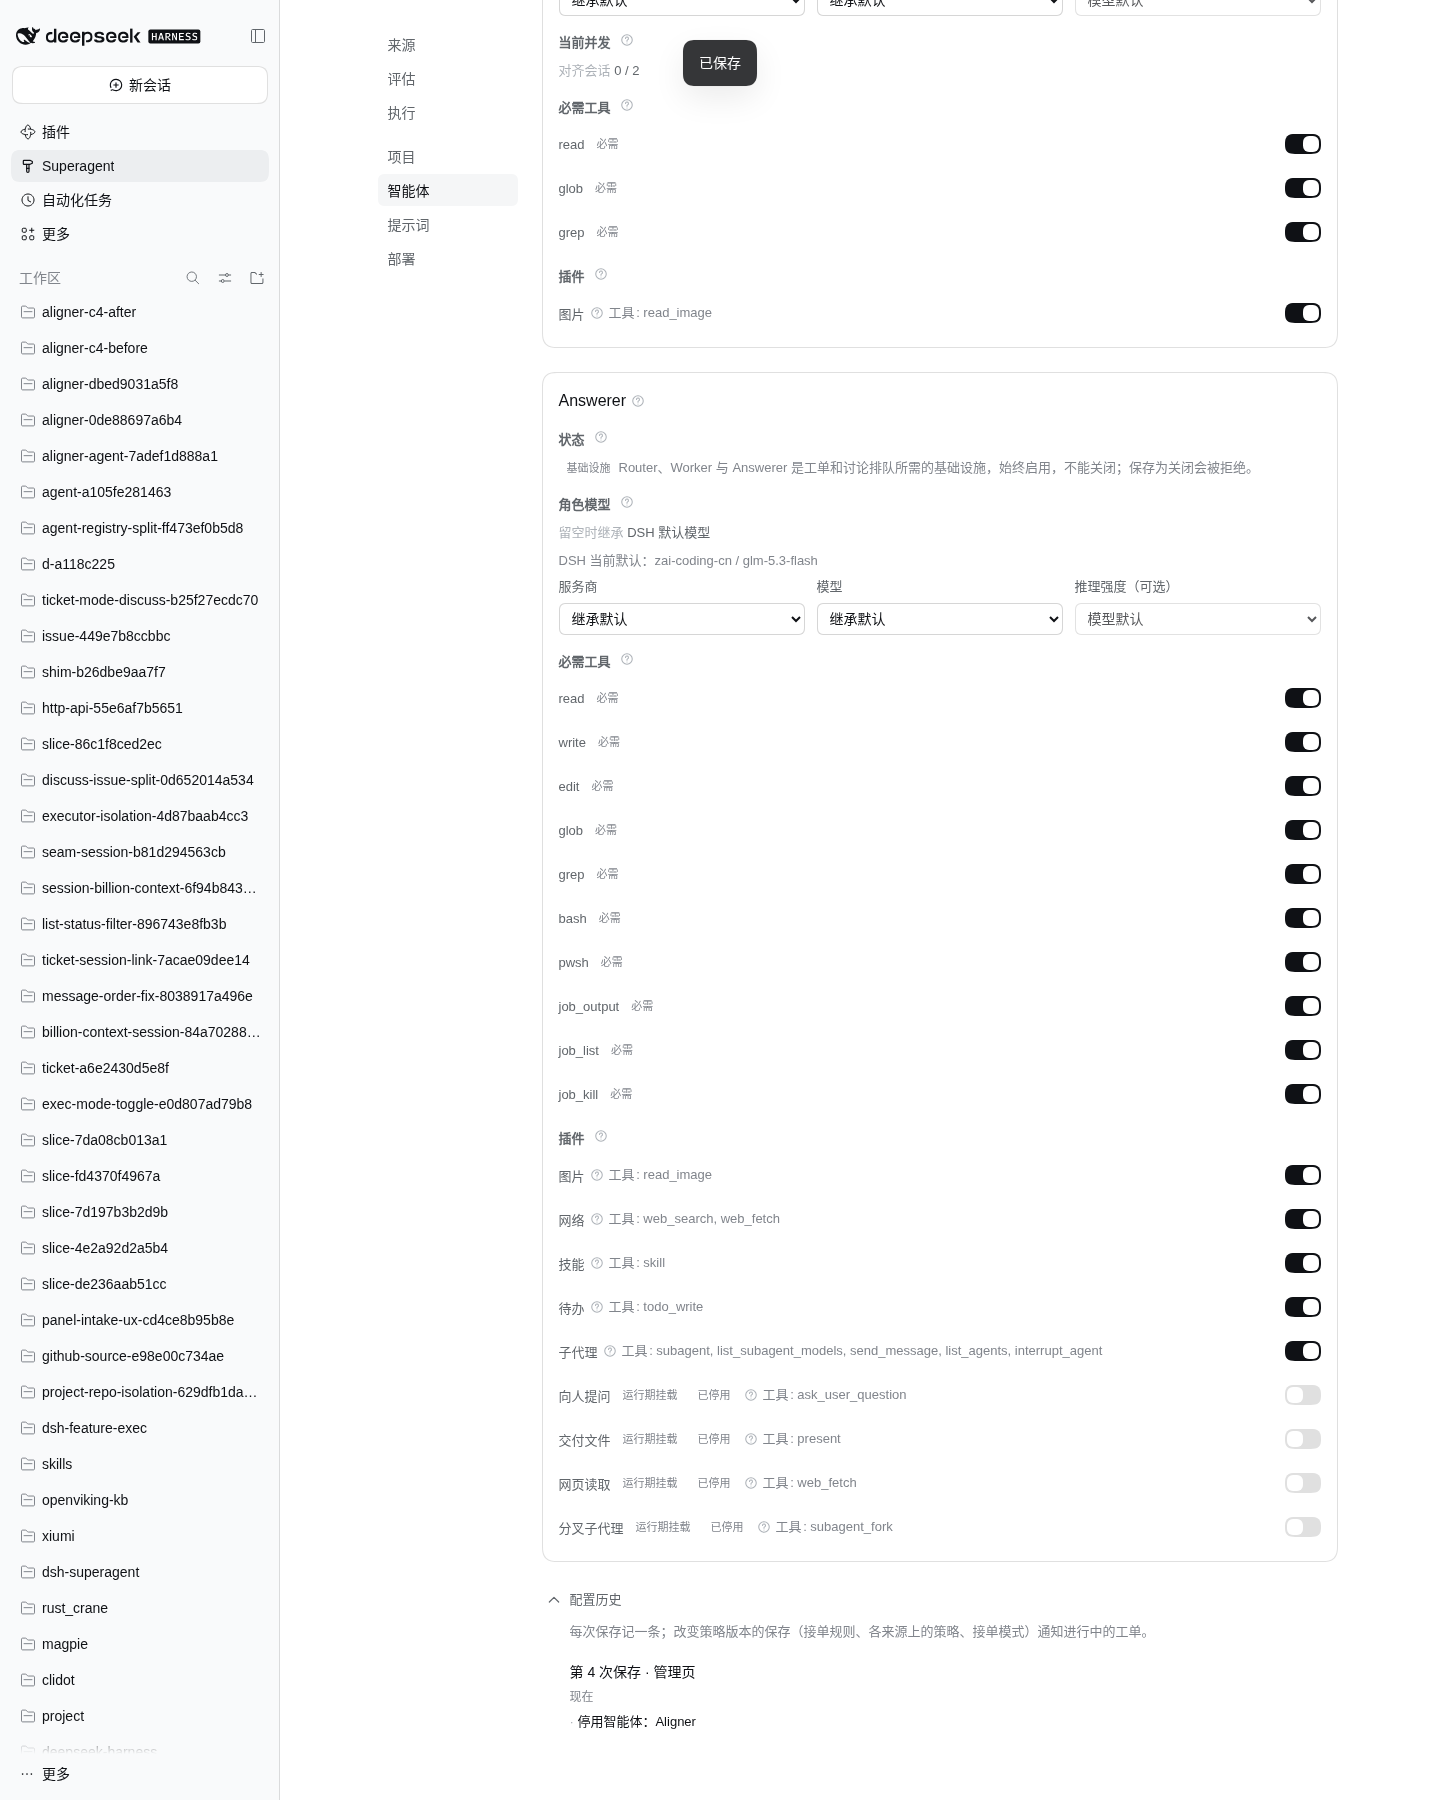 deepseek HARNESS
新会话
插件
Superagent
自动化任务
更多
工作区
aligner-c4-after
aligner-c4-before
aligner-dbed9031a5f8
aligner-0de88697a6b4
aligner-agent-7adef1d888a1
agent-a105fe281463
agent-registry-split-ff473ef0b5d8
d-a118c225
ticket-mode-discuss-b25f27ecdc70
issue-449e7b8ccbbc
shim-b26dbe9aa7f7
http-api-55e6af7b5651
slice-86c1f8ced2ec
discuss-issue-split-0d652014a534
executor-isolation-4d87baab4cc3
seam-session-b81d294563cb
session-billion-context-6f94b843…
list-status-filter-896743e8fb3b
ticket-session-link-7acae09dee14
message-order-fix-8038917a496e
billion-context-session-84a70288…
ticket-a6e2430d5e8f
exec-mode-toggle-e0d807ad79b8
slice-7da08cb013a1
slice-fd4370f4967a
slice-7d197b3b2d9b
slice-4e2a92d2a5b4
slice-de236aab51cc
panel-intake-ux-cd4ce8b95b8e
github-source-e98e00c734ae
project-repo-isolation-629dfb1da…
dsh-feature-exec
skills
openviking-kb
xiumi
dsh-superagent
rust_crane
magpie
clidot
project
deepseek-harness
更多
来源
评估
执行
项目
智能体
提示词
部署
继承默认 继承默认 模型默认
当前并发
对齐会话 0 / 2
已保存
必需工具
read 必需
glob 必需
grep 必需
插件
图片 工具: read_image
Answerer
状态
基础设施 Router、Worker 与 Answerer 是工单和讨论排队所需的基础设施，始终启用，不能关闭；保存为关闭会被拒绝。
角色模型
留空时继承 DSH 默认模型
DSH 当前默认：zai-coding-cn / glm-5.3-flash
服务商 模型 推理强度（可选）
继承默认 继承默认 模型默认
必需工具
read 必需
write 必需
edit 必需
glob 必需
grep 必需
bash 必需
pwsh 必需
job_output 必需
job_list 必需
job_kill 必需
插件
图片 工具: read_image
网络 工具: web_search, web_fetch
技能 工具: skill
待办 工具: todo_write
子代理 工具: subagent, list_subagent_models, send_message, list_agents, interrupt_agent
向人提问 运行期挂载 已停用 工具: ask_user_question
交付文件 运行期挂载 已停用 工具: present
网页读取 运行期挂载 已停用 工具: web_fetch
分叉子代理 运行期挂载 已停用 工具: subagent_fork
配置历史
每次保存记一条；改变策略版本的保存（接单规则、各来源上的策略、接单模式）通知进行中的工单。
第 4 次保存 · 管理页
现在
· 停用智能体：Aligner